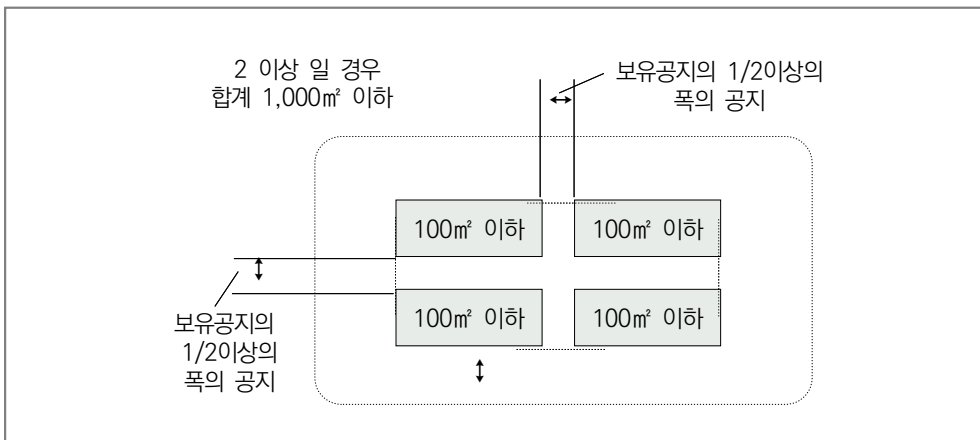 2 이상 일 경우
합계 1,000㎡ 이하
보유공지의 1/2이상의
폭의 공지
100㎡ 이하
100㎡ 이하
보유공지의
1/2이상의
폭의 공지
100㎡ 이하
100㎡ 이하